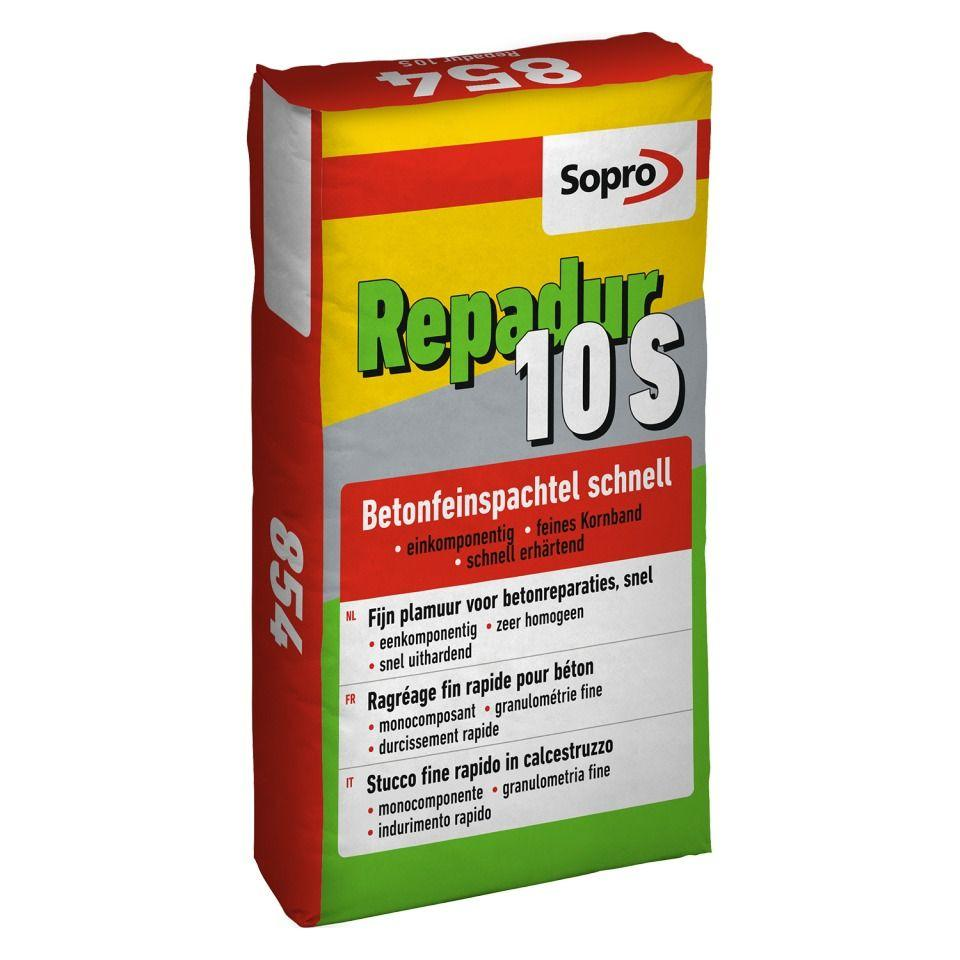 854
Repadur 10 S
Sopro
Repadur
10 S
Betonfeinspachtel schnell
• einkomponentig • feines Kornband
• schnell erhärtend
NL Fijn plamuur voor betonreparaties, snel
• eenkomponentig • zeer homogeen
• snel uithardend
FR Ragréage fin rapide pour béton
• monocomposant • granulométrie fine
• durcissement rapide
IT Stucco fine rapido in calcestruzzo
• monocomponente • granulometria fine
• indurimento rapido
854